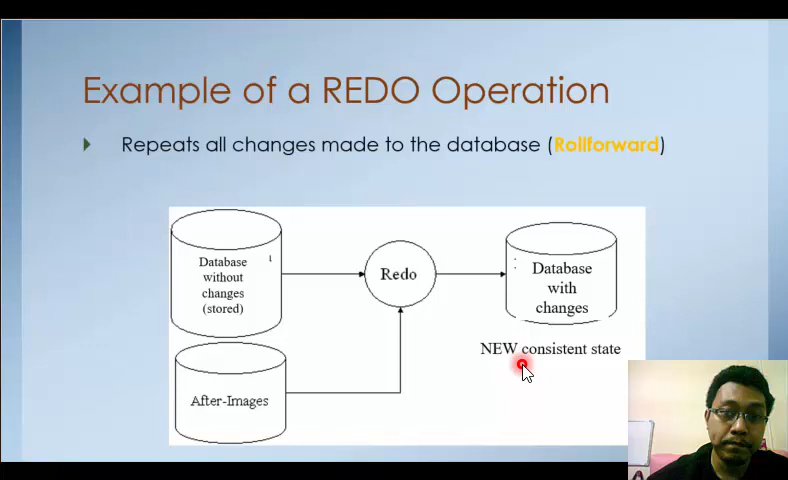 Example of a REDO Operation
Repeats all changes made to the database (Rollforward)
Database
without
changes
(stored)
Redo
Database
with
changes
NEW consistent state
After-Images